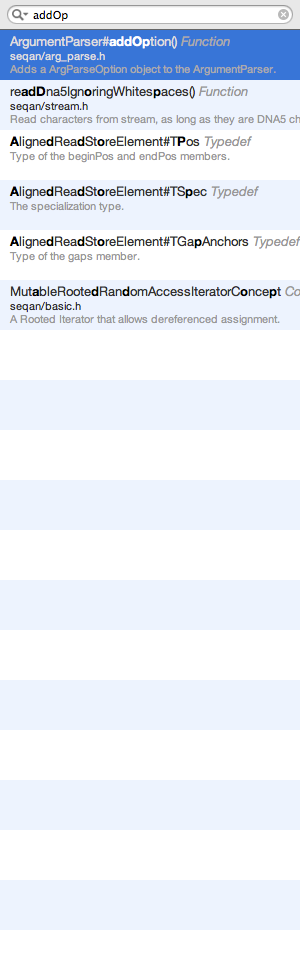 addOp
ArgumentParser#addOption() Function
seqan/arg_parse.h
Adds a ArgParseOption object to the ArgumentParser.
readDna5IgnoringWhitespaces() Function
seqan/stream.h
Read characters from stream, as long as they are DNA5 ch
AlignedReadStoreElement#TPos Typedef
Type of the beginPos and endPos members.
AlignedReadStoreElement#TSpec Typedef
The specialization type.
AlignedReadStoreElement#TGapAnchors Typedef
Type of the gaps member.
MutableRootedRandomAccessIteratorConcept Co
seqan/basic.h
A Rooted Iterator that allows dereferenced assignment.